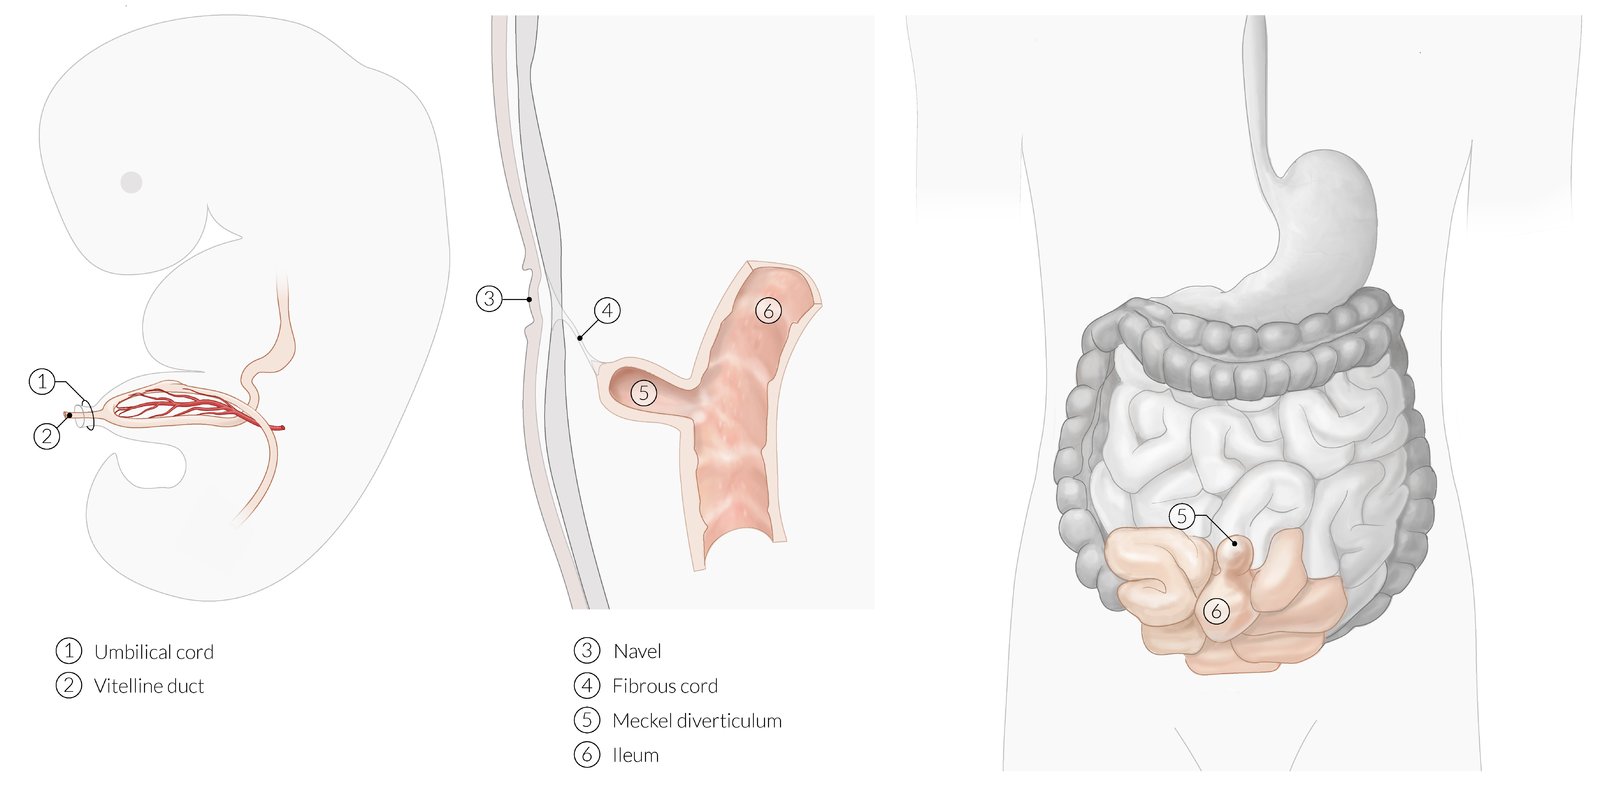 1
2
3
4
5
6
5
6
1 Umbilical cord
2 Vitelline duct
3 Navel
4 Fibrous cord
5 Meckel diverticulum
6 Ileum